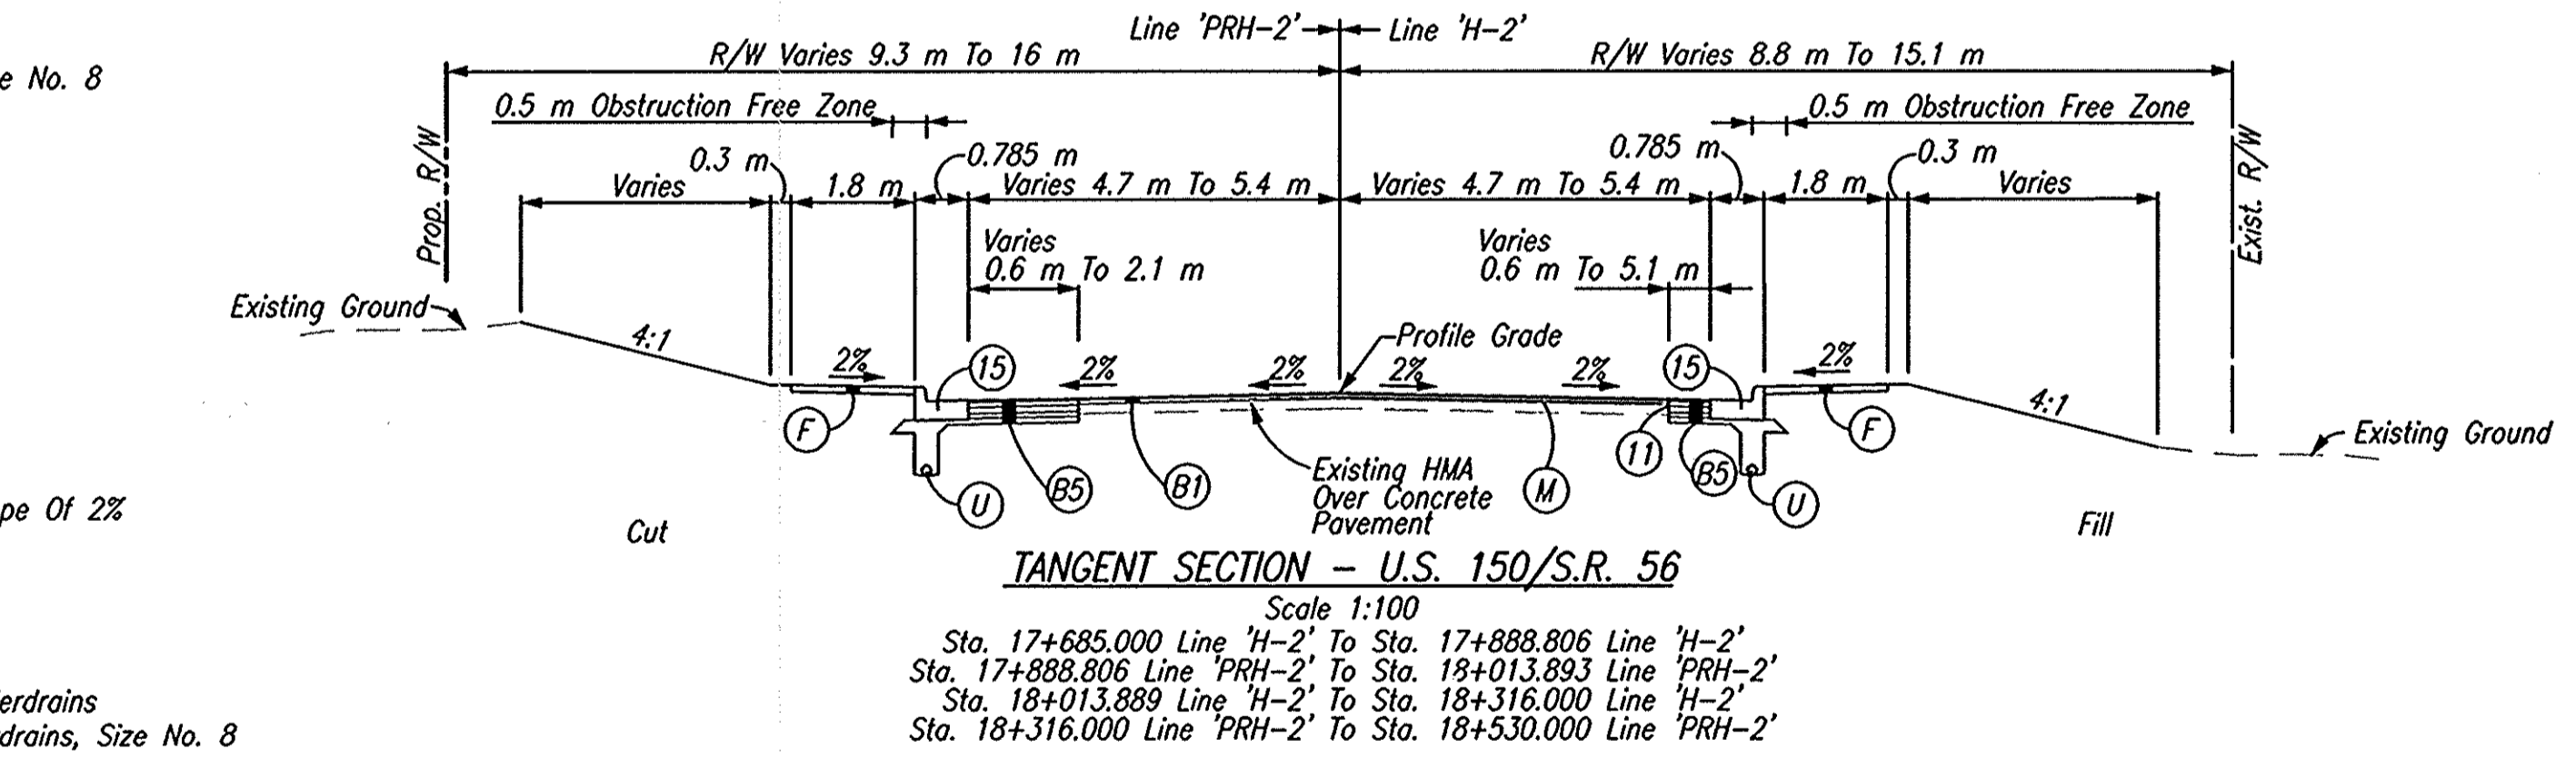 Line 'PRH-2' Line 'H-2'
R/W Varies 9.3 m To 16 m R/W Varies 8.8 m To 15.1 m
e No. 8
0.5 m Obstruction Free Zone 0.5 m Obstruction Free Zone
Prop. R/W
Exist. R/W
0.3 m 0.785 m 0.785 m 0.3 m
Varies 1.8 m Varies 4.7 m To 5.4 m Varies 4.7 m To 5.4 m 1.8 m Varies
Varies
0.6 m To 2.1 m
Varies
0.6 m To 5.1 m
Existing Ground
4:1
Profile Grade
2% 15 2% 2% 2% 2% 15 2%
4:1
F 11 F
Existing Ground
U B5 B1
Existing HMA
Over Concrete
Pavement
M B5 U
pe Of 2%
Cut
Fill
TANGENT SECTION - U.S. 150/S.R. 56
Scale 1:100
Sta. 17+685.000 Line 'H-2' To Sta. 17+888.806 Line 'H-2'
Sta. 17+888.806 Line 'PRH-2' To Sta. 18+013.893 Line 'PRH-2'
Sta. 18+013.889 Line 'H-2' To Sta. 18+316.000 Line 'H-2'
Sta. 18+316.000 Line 'PRH-2' To Sta. 18+530.000 Line 'PRH-2'
erdrains
drains, Size No. 8